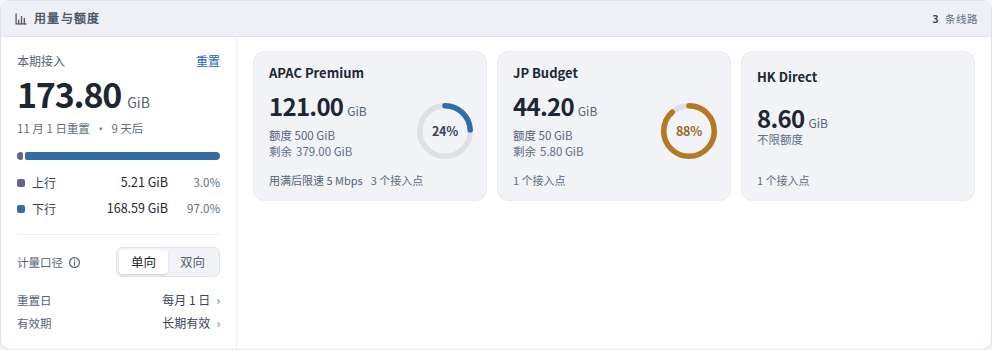 用量与额度
3 条线路
本期接入 重置
173.80 GiB
11 月 1 日重置 • 9 天后
上行 5.21 GiB 3.0%
下行 168.59 GiB 97.0%
计量口径 单向 双向
重置日 每月 1 日 ›
有效期 长期有效 ›
APAC Premium
121.00 GiB
额度 500 GiB
剩余 379.00 GiB
24%
用满后限速 5 Mbps 3 个接入点
JP Budget
44.20 GiB
额度 50 GiB
剩余 5.80 GiB
88%
1 个接入点
HK Direct
8.60 GiB
不限额度
1 个接入点